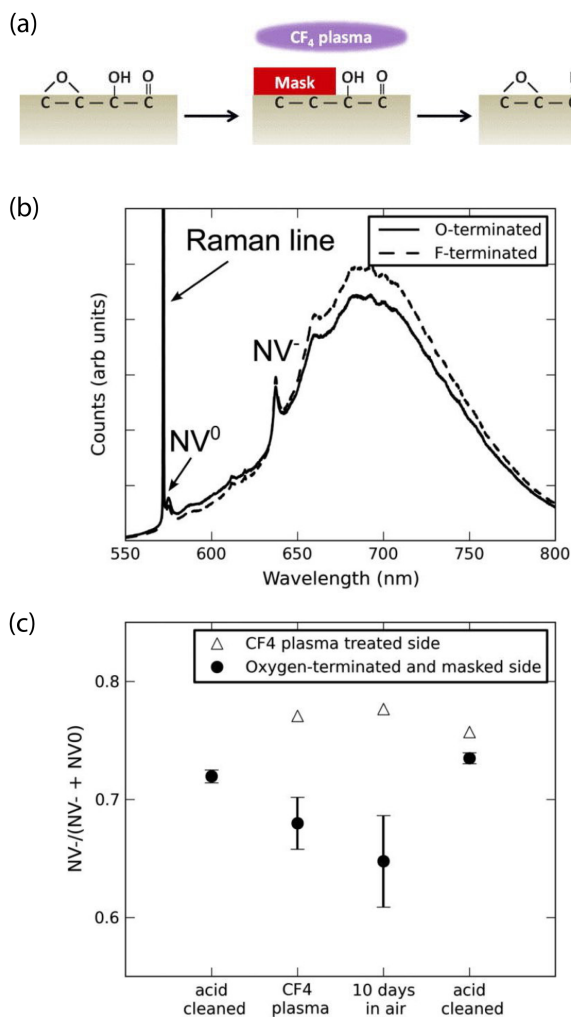 (a)
CF4 plasma
O
OH
O
Mask
OH
O
O
C – C – C – C
C – C – C – C
C – C – C
(b)
Raman line
O-terminated
F-terminated
NV-
NV0
Counts (arb units)
550
600
650
700
750
800
Wavelength (nm)
(c)
CF4 plasma treated side
Oxygen-terminated and masked side
0.8
0.7
0.6
NV-/(NV- + NV0)
acid
cleaned
CF4
plasma
10 days
in air
acid
cleaned